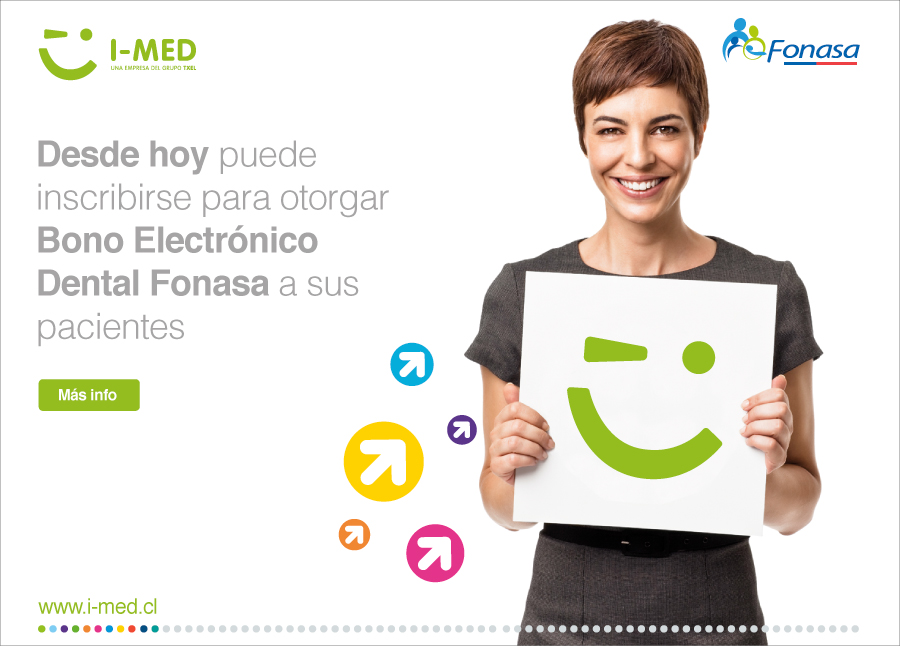 I-MED
UNA EMPRESA DEL GRUPO TXEL
Fonasa
Desde hoy puede
inscribirse para otorgar
Bono Electrónico
Dental Fonasa a sus
pacientes
Más info
www.i-med.cl